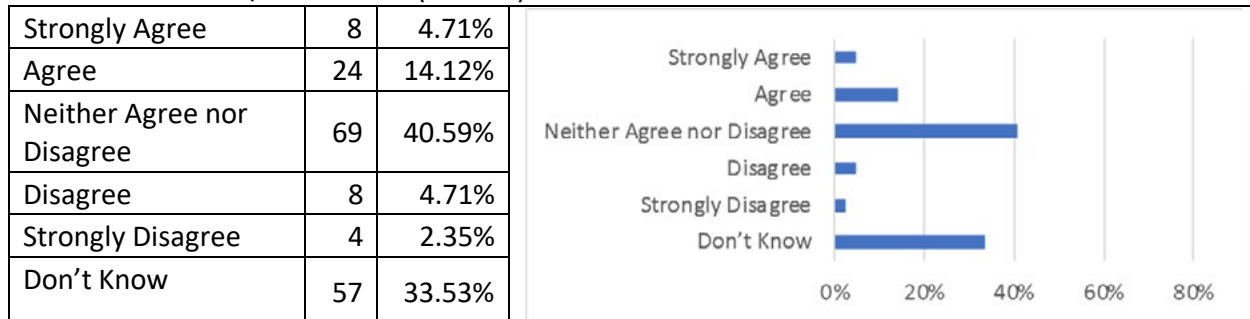 Strongly Agree 8 4.71%
Agree 24 14.12%
Neither Agree nor
Disagree 69 40.59%
Disagree 8 4.71%
Strongly Disagree 4 2.35%
Don't Know 57 33.53%
Strongly Agree
Agree
Neither Agree nor Disagree
Disagree
Strongly Disagree
Don't Know
0% 20% 40% 60% 80%